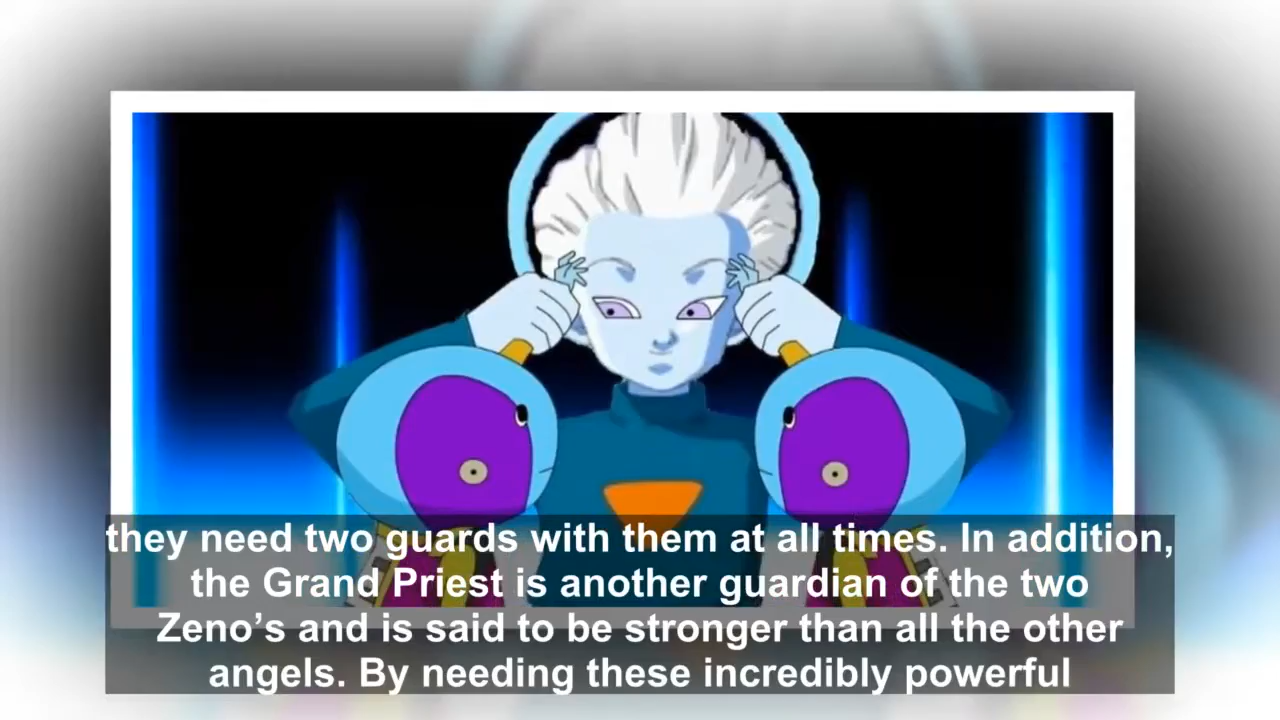 they need two guards with them at all times. In addition,
the Grand Priest is another guardian of the two
Zeno’s and is said to be stronger than all the other
angels. By needing these incredibly powerful